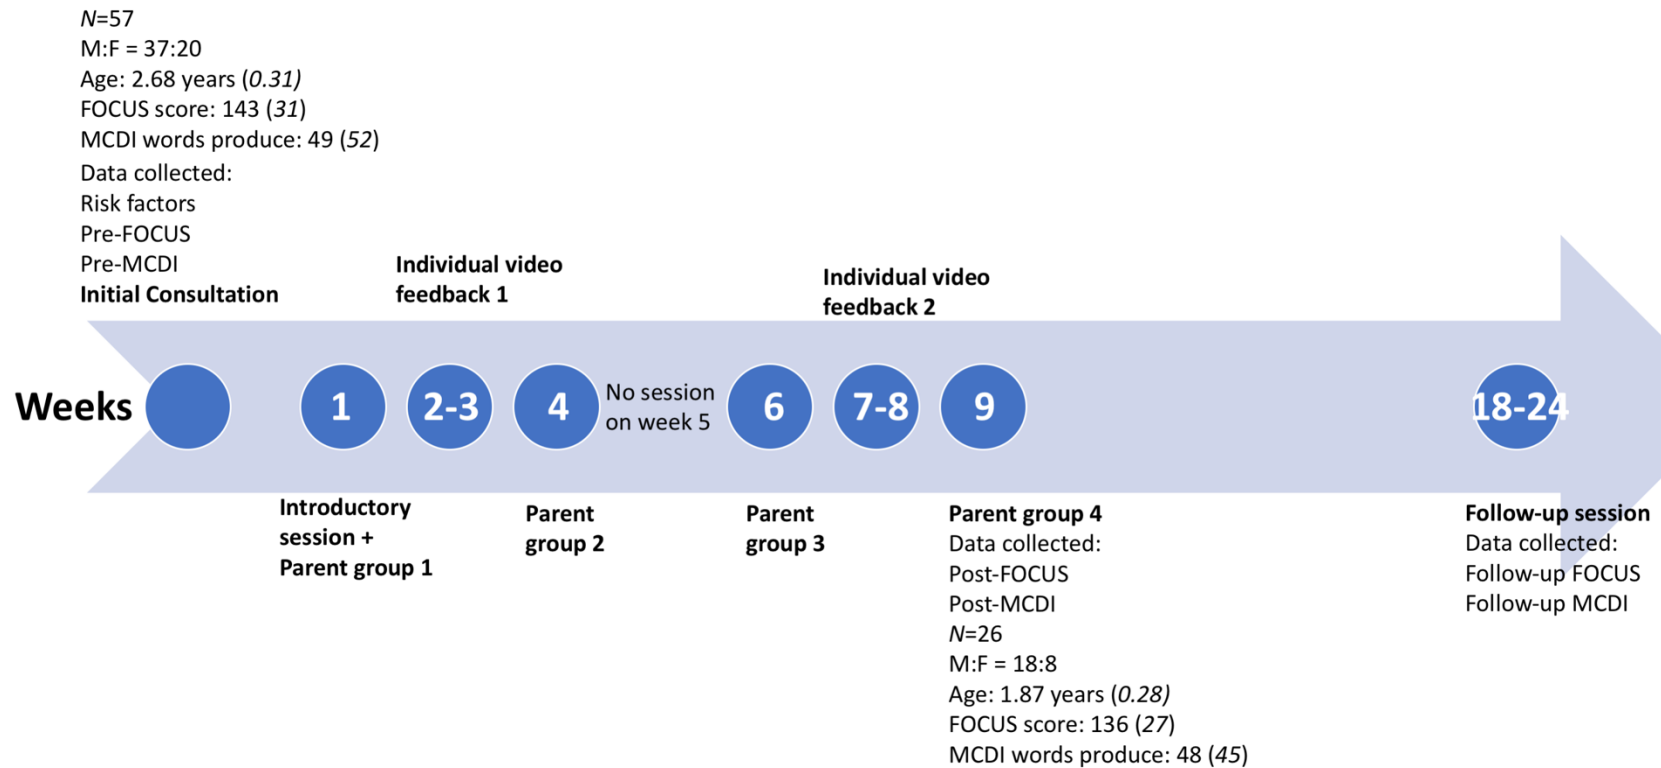 N=57
M:F = 37:20
Age: 2.68 years (0.31)
FOCUS score: 143 (31)
MCDI words produce: 49 (52)
Data collected:
Risk factors
Pre-FOCUS
Pre-MCDI
Initial Consultation
Individual video
feedback 1
Individual video
feedback 2
Weeks
1
2-3
4
No session
on week 5
6
7-8
9
18-24
Introductory
session +
Parent group 1
Parent
group 2
Parent
group 3
Parent group 4
Data collected:
Post-FOCUS
Post-MCDI
N=26
M:F = 18:8
Age: 1.87 years (0.28)
FOCUS score: 136 (27)
MCDI words produce: 48 (45)
Follow-up session
Data collected:
Follow-up FOCUS
Follow-up MCDI